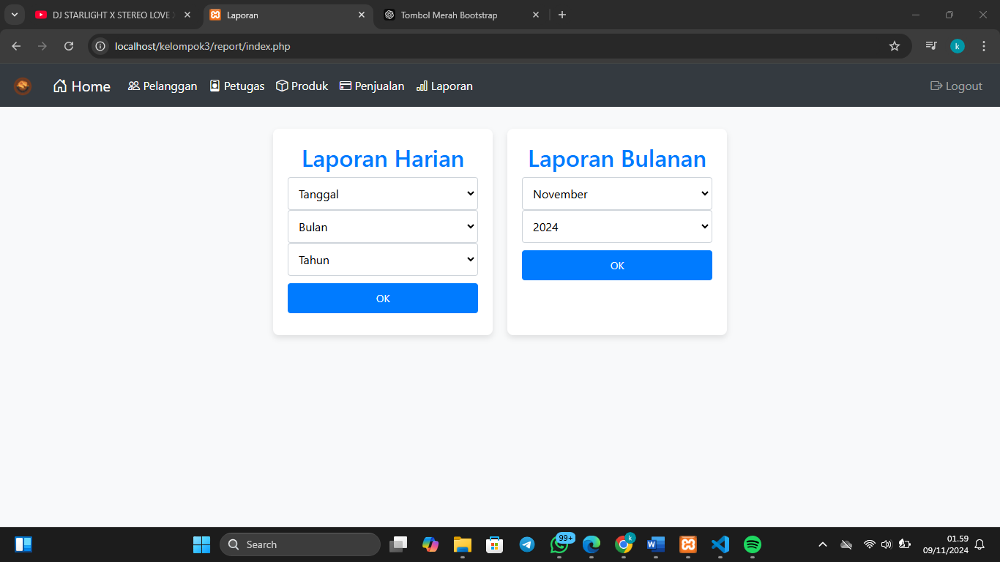 DJ STARLIGHT X STEREO LOVE
Laporan
Tombol Merah Bootstrap
localhost/kelompok3/report/index.php
k
Home
Pelanggan
Petugas
Produk
Penjualan
Laporan
Logout
Laporan Harian
Tanggal
Bulan
Tahun
OK
Laporan Bulanan
November
2024
OK
Search
99+
k
01.59
09/11/2024